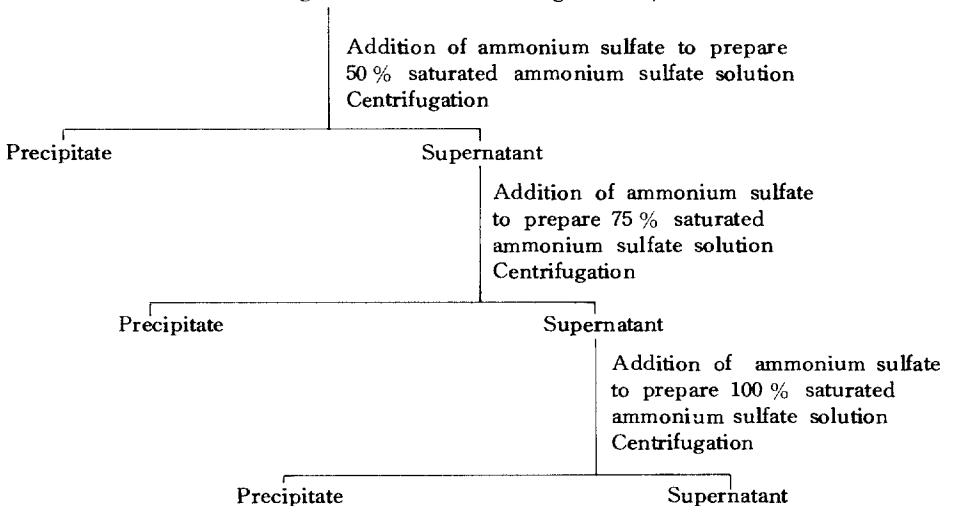 Addition of ammonium sulfate to prepare
50 % saturated ammonium sulfate solution
Centrifugation
Precipitate Supernatant
Addition of ammonium sulfate
to prepare 75 % saturated
ammonium sulfate solution
Centrifugation
Precipitate Supernatant
Addition of ammonium sulfate
to prepare 100 % saturated
ammonium sulfate solution
Centrifugation
Precipitate Supernatant